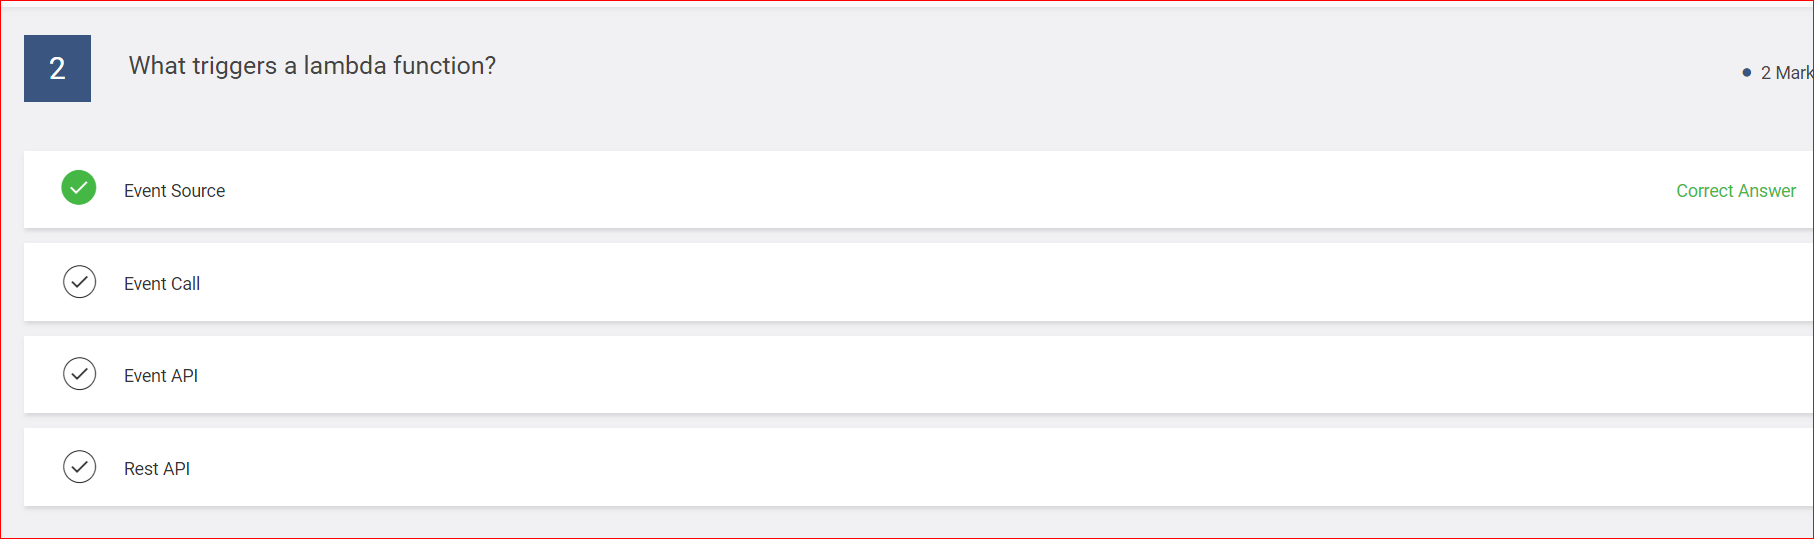 2
What triggers a lambda function?
2 Mark
Event Source
Correct Answer
Event Call
Event API
Rest API